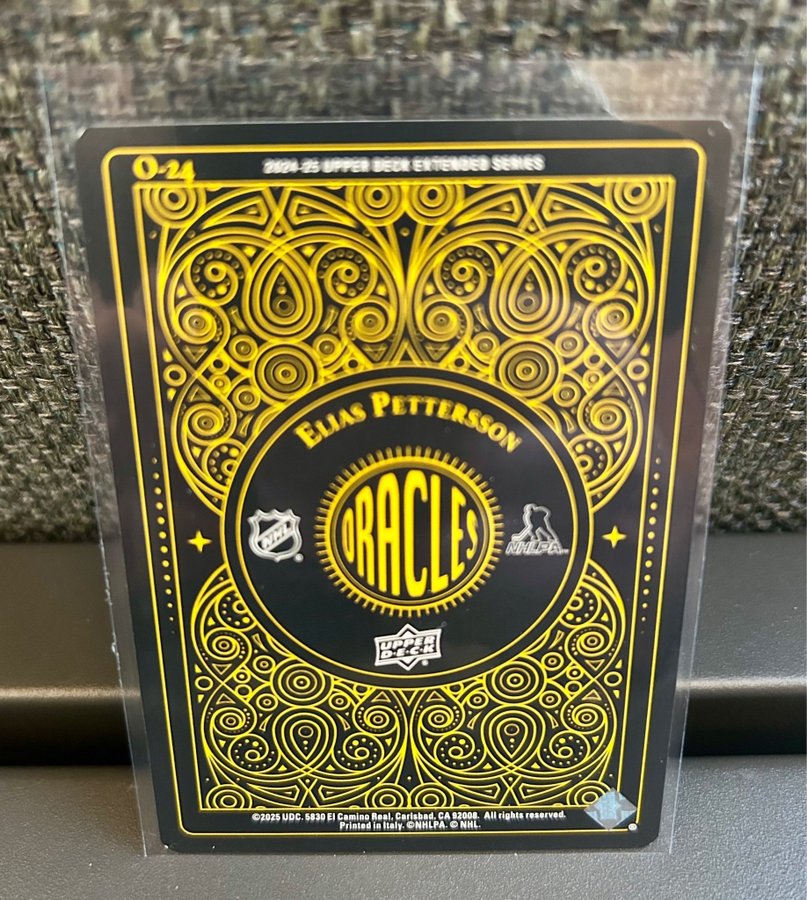 O-24
2024-25 UPPER DECK EXTENDED SERIES
ELIAS PETTERSSON
ORACLES
NHL
NHLPA
UPPER
D·E·C·K
©2025 UDC. 5830 El Camino Real, Carlsbad, CA 92008. All rights reserved.
Printed in Italy. ©NHLPA. © NHL.